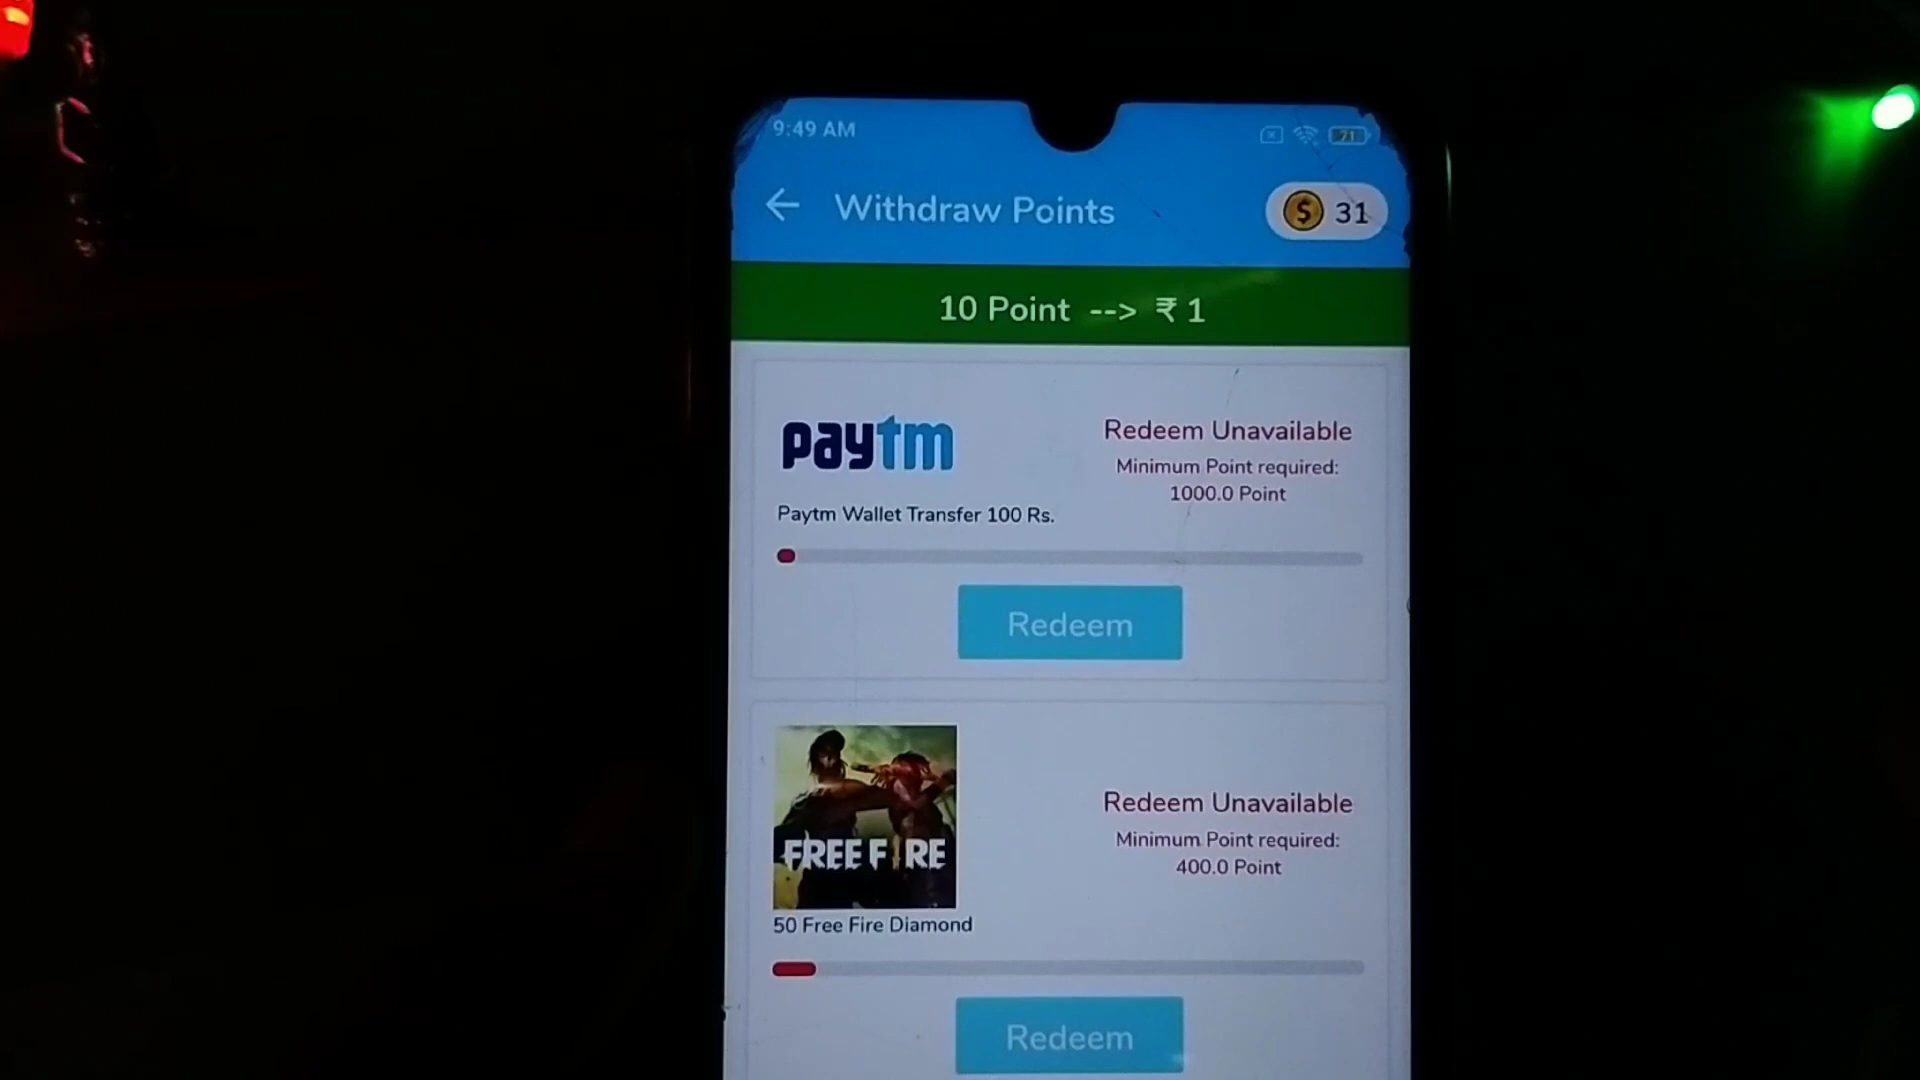 9:49 AM
71
Withdraw Points
31
10 Point --> ₹ 1
paytm
Redeem Unavailable
Minimum Point required:
1000.0 Point
Paytm Wallet Transfer 100 Rs.
Redeem
FREE FIRE
Redeem Unavailable
Minimum Point required:
400.0 Point
50 Free Fire Diamond
Redeem